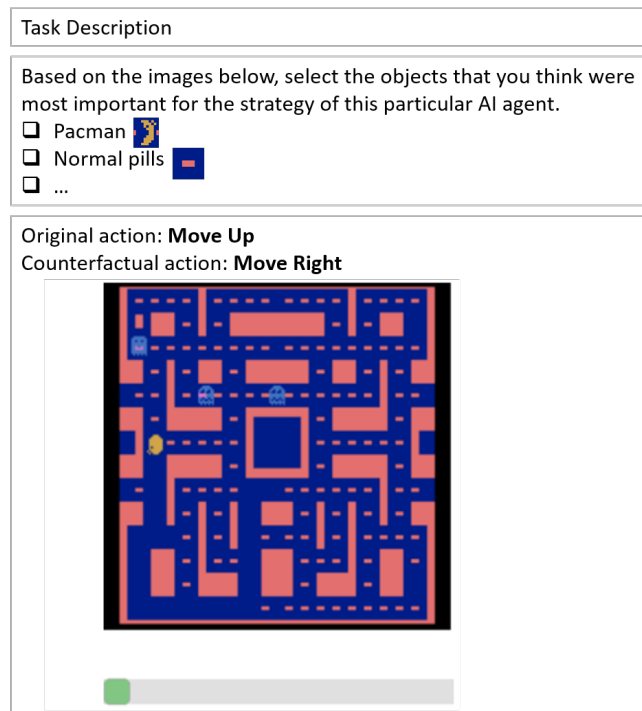 Task Description
Based on the images below, select the objects that you think were
most important for the strategy of this particular AI agent.
Pacman
Normal pills
...
Original action: Move Up
Counterfactual action: Move Right